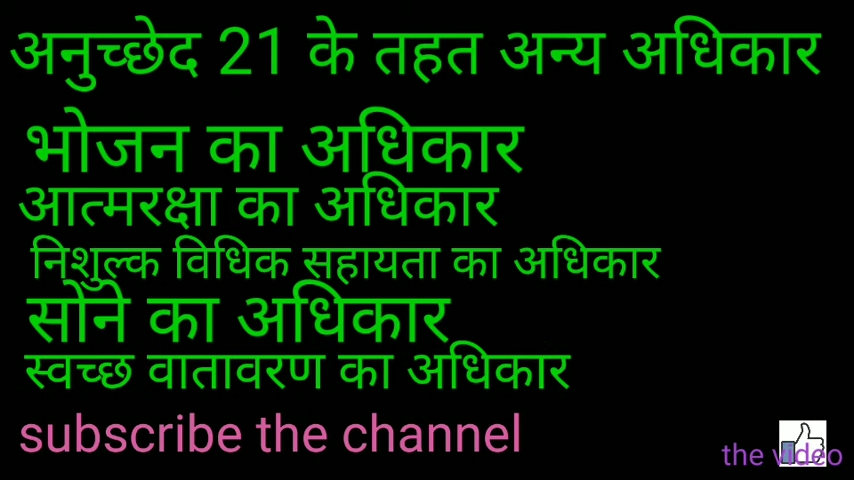 अनुच्छेद 21 के तहत अन्य अधिकार
भोजन का अधिकार
आत्मरक्षा का अधिकार
निशुल्क विधिक सहायता का अधिकार
सोने का अधिकार
स्वच्छ वातावरण का अधिकार
subscribe the channel
the video